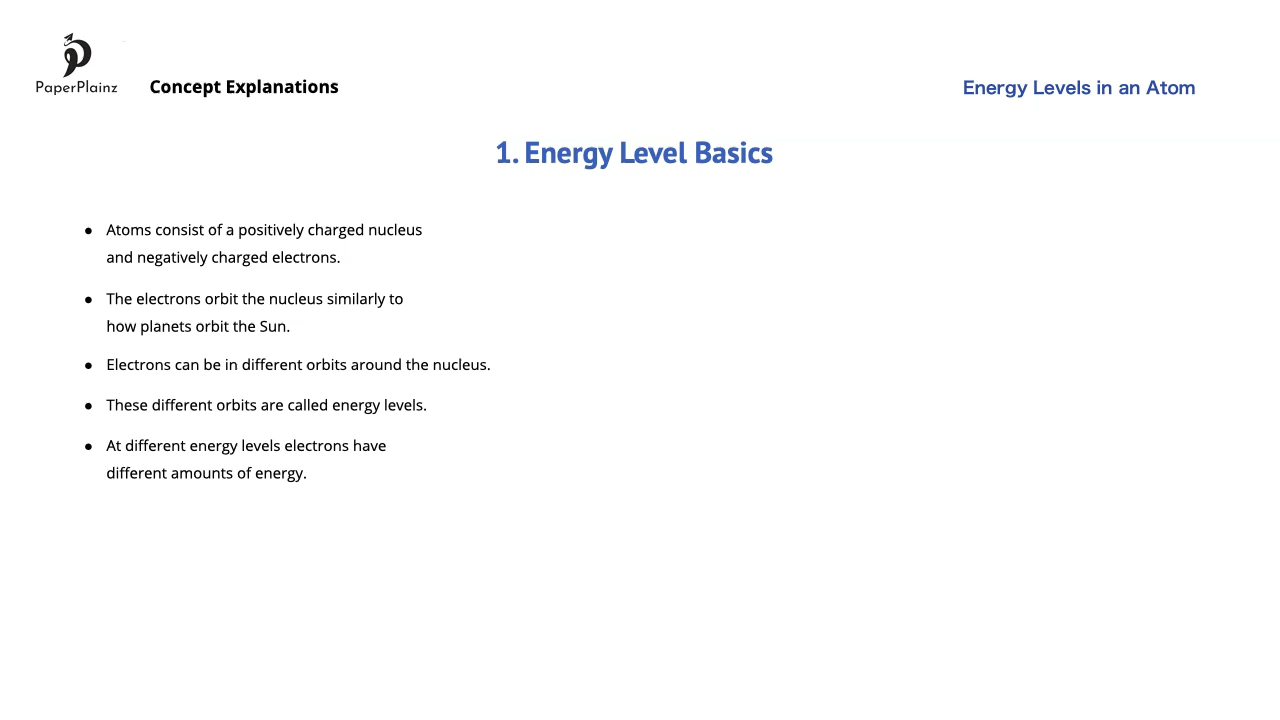 PaperPlainz
Concept Explanations
Energy Levels in an Atom
1. Energy Level Basics
● Atoms consist of a positively charged nucleus
and negatively charged electrons.
● The electrons orbit the nucleus similarly to
how planets orbit the Sun.
● Electrons can be in different orbits around the nucleus.
● These different orbits are called energy levels.
● At different energy levels electrons have
different amounts of energy.